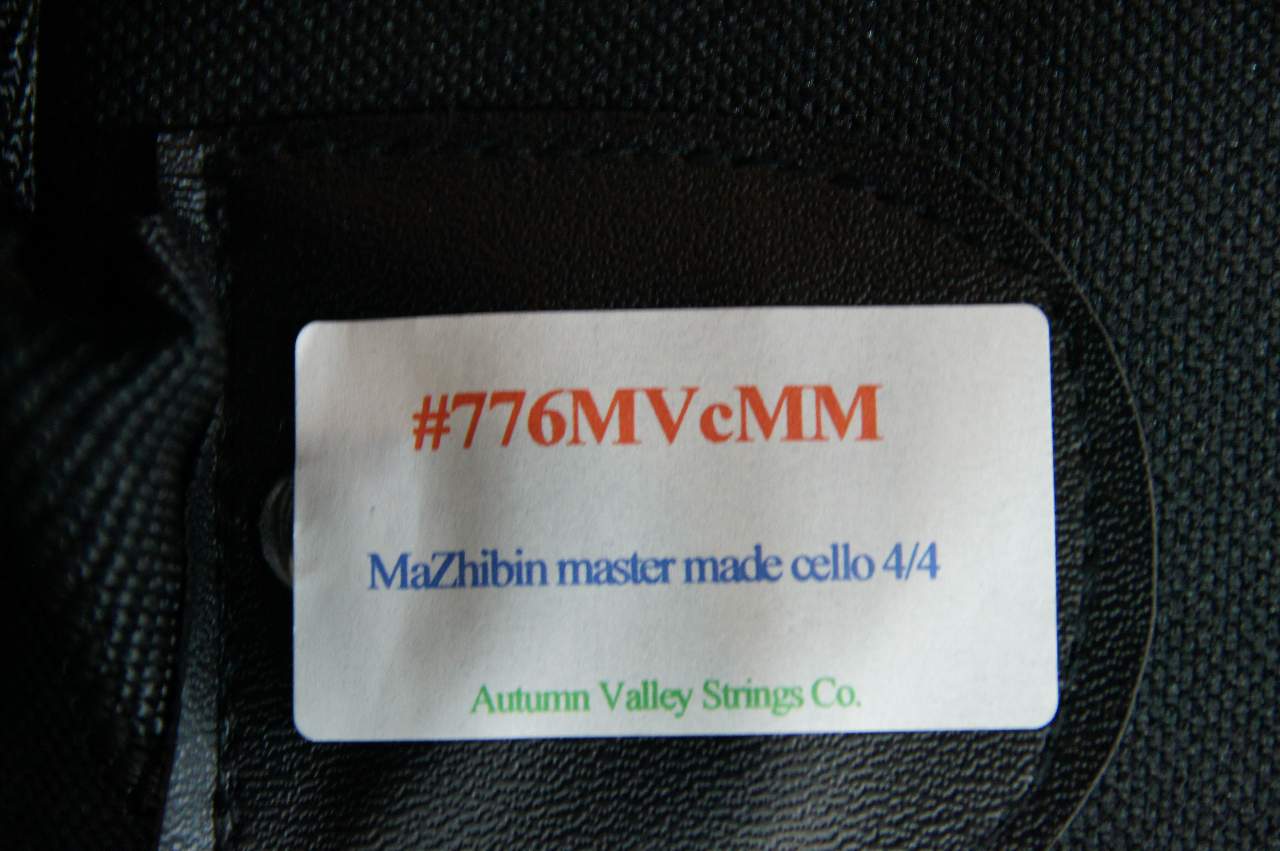 #776MVcMM
MaZhibin master made cello 4/4
Autumn Valley Strings Co.